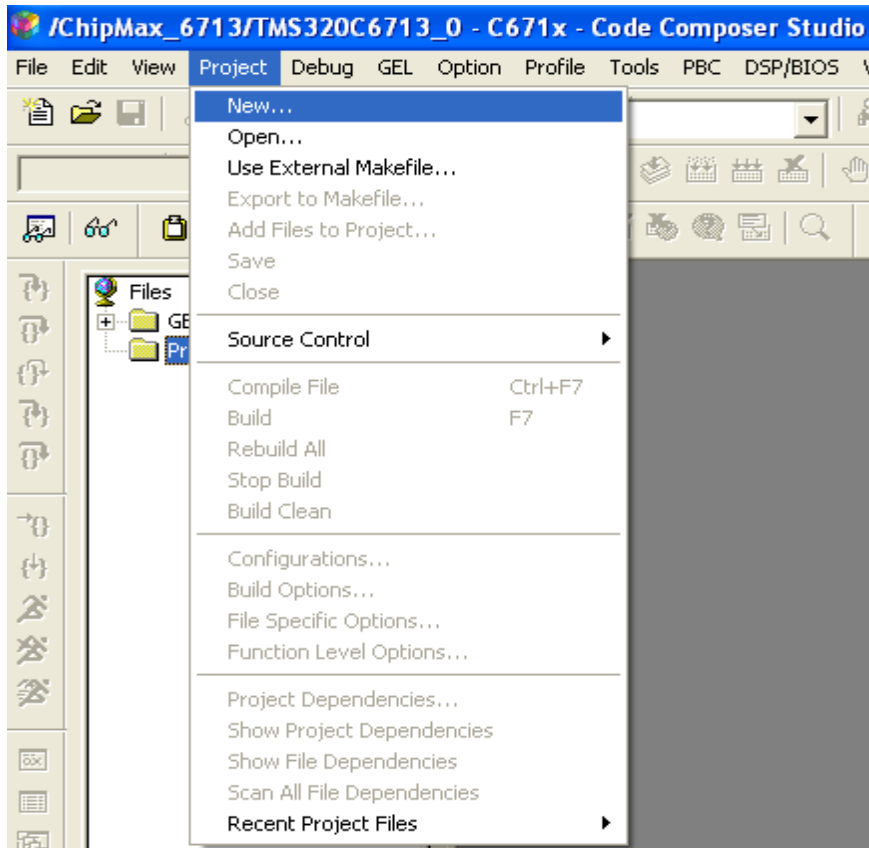 /ChipMax_6713/TMS320C6713_0 - C671x - Code Composer Studio
File Edit View Project Debug GEL Option Profile Tools PBC DSP/BIOS
New...
Open...
Use External Makefile...
Export to Makefile...
Add Files to Project...
Save
Close
Files
GE
Source Control
Pr
Compile File Ctrl+F7
Build F7
Rebuild All
Stop Build
Build Clean
Configurations...
Build Options...
File Specific Options...
Function Level Options...
Project Dependencies...
Show Project Dependencies
Show File Dependencies
Scan All File Dependencies
Recent Project Files